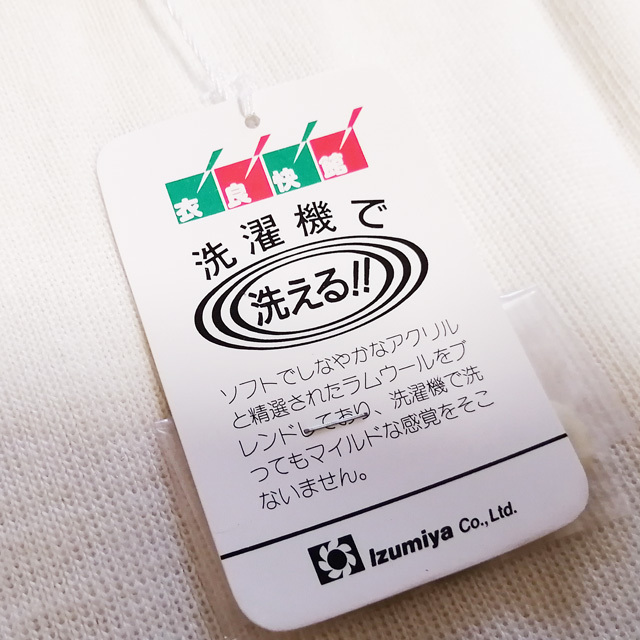 衣良快館
洗濯機で
洗える!!
ソフトでしなやかなアクリル
と精選されたラムウールをブ
レンドしており、洗濯機で洗
ってもマイルドな感覚をそこ
ないません。
Izumiya Co., Ltd.